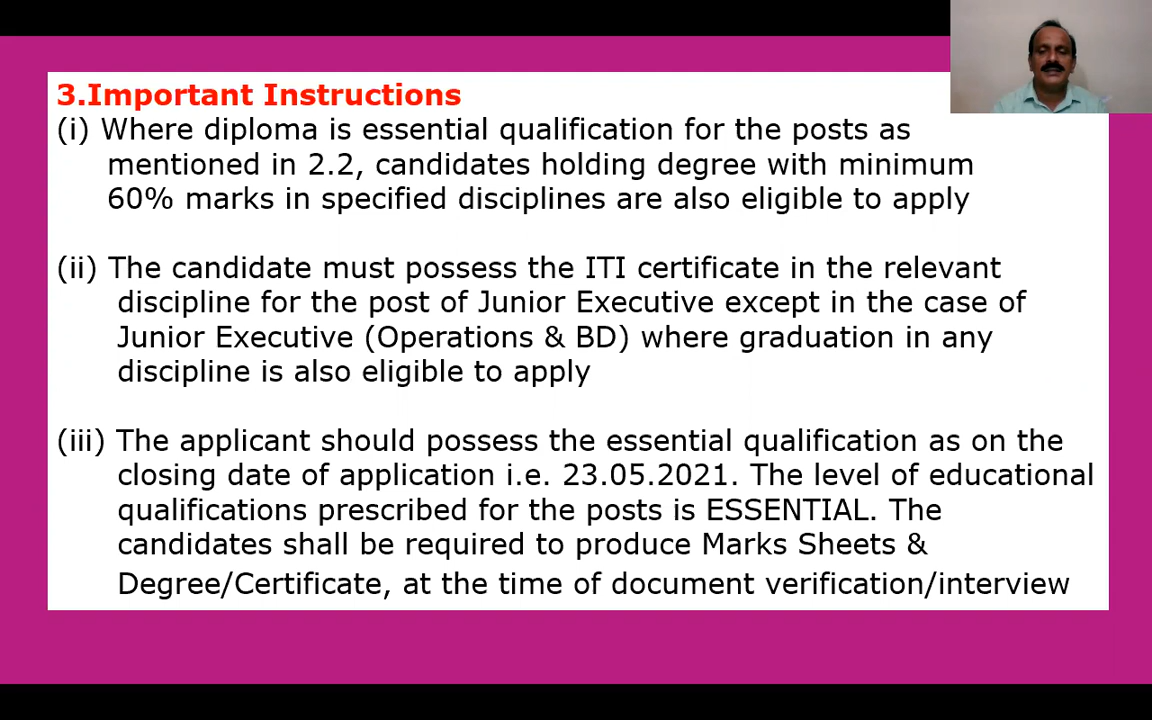 3.Important Instructions
(i) Where diploma is essential qualification for the posts as
mentioned in 2.2, candidates holding degree with minimum
60% marks in specified disciplines are also eligible to apply
(ii) The candidate must possess the ITI certificate in the relevant
discipline for the post of Junior Executive except in the case of
Junior Executive (Operations & BD) where graduation in any
discipline is also eligible to apply
(iii) The applicant should possess the essential qualification as on the
closing date of application i.e. 23.05.2021. The level of educational
qualifications prescribed for the posts is ESSENTIAL. The
candidates shall be required to produce Marks Sheets &
Degree/Certificate, at the time of document verification/interview